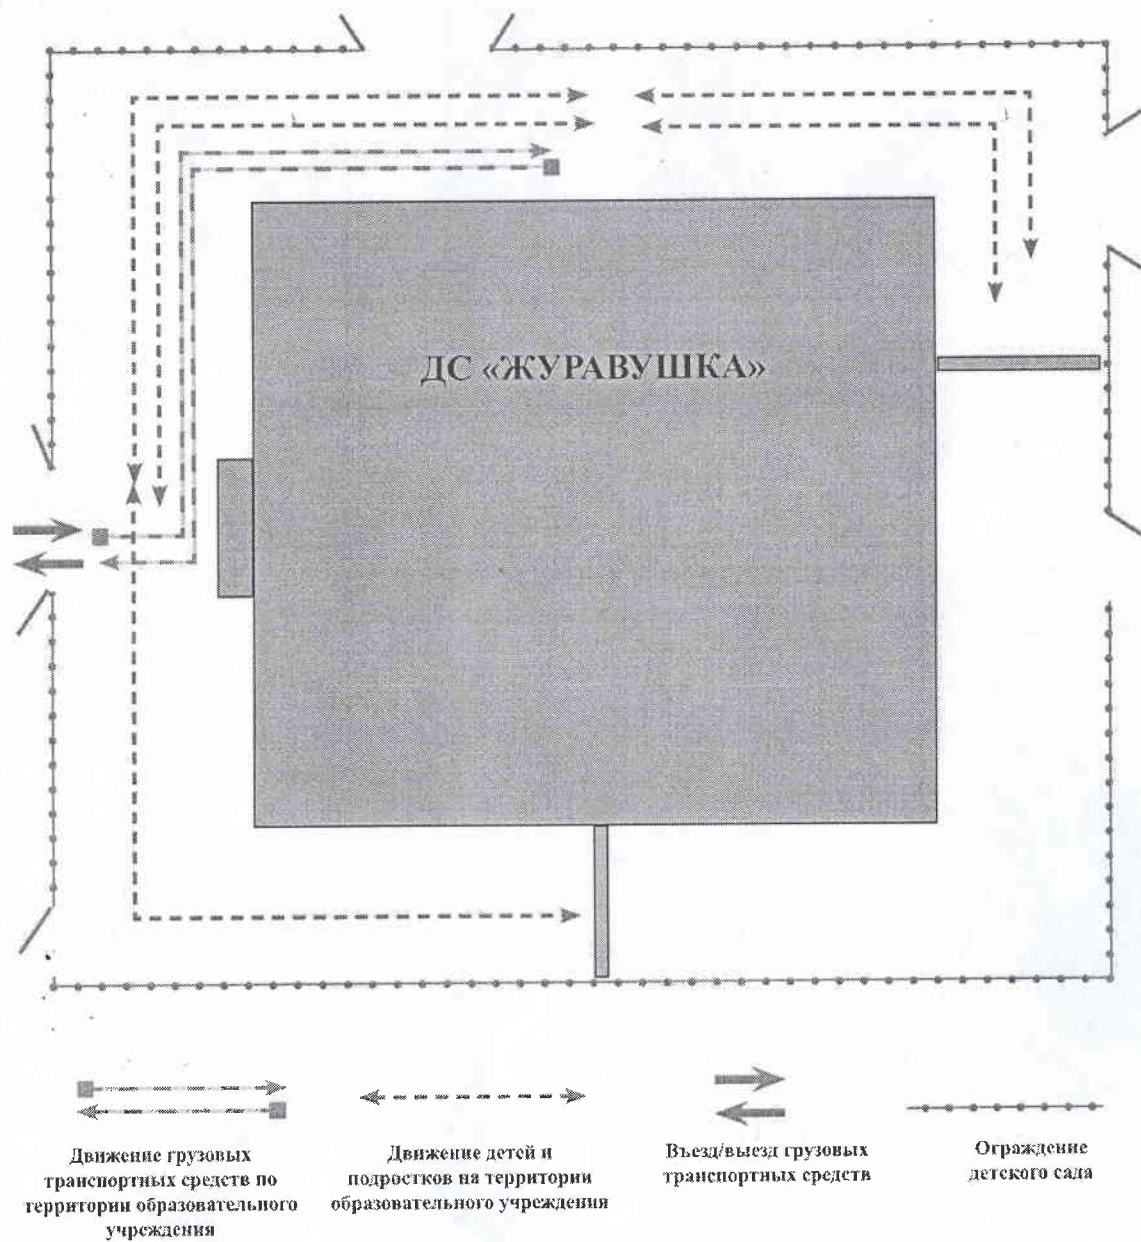 ДС «ЖУРАВУШКА»
Движение грузовых
транспортных средств по
территории образовательного
учреждения
Движение детей и
подростков на территории
образовательного учреждения
Въезд/выезд грузовых
транспортных средств
Ограждение
детского сада